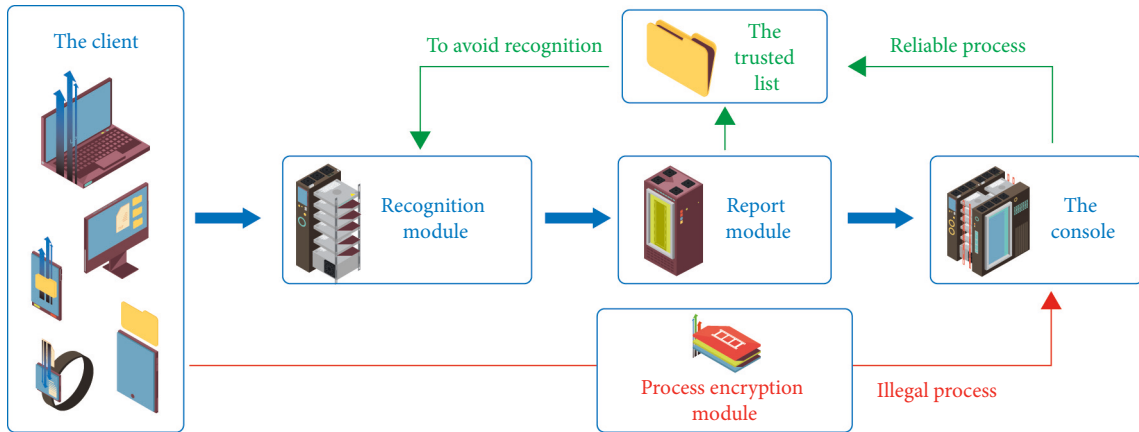 The client
To avoid recognition
The
trusted
list
Reliable process
Recognition
module
Report
module
The
console
Process encryption
module
Illegal process